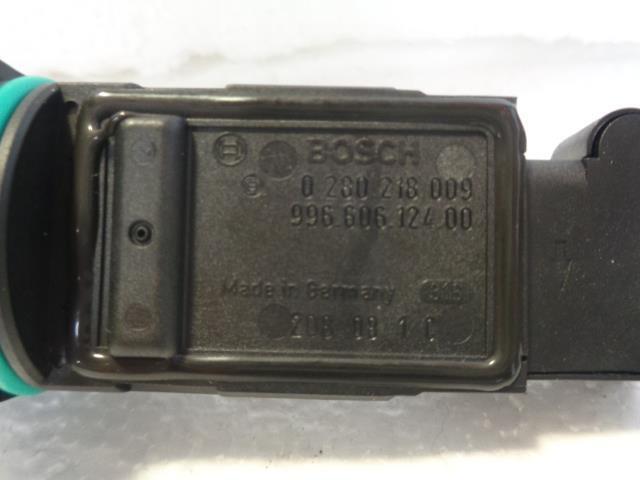 BOSCH
0 280 218 009
996.606.124.00
Made in Germany